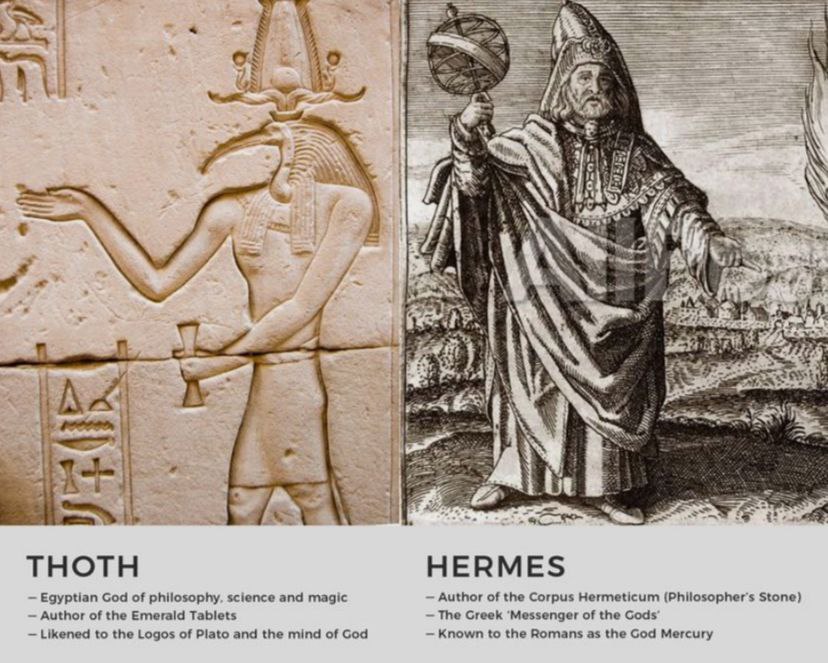 THOTH
— Egyptian God of philosophy, science and magic
— Author of the Emerald Tablets
— Likened to the Logos of Plato and the mind of God
HERMES
— Author of the Corpus Hermeticum (Philosopher's Stone)
— The Greek ‘Messenger of the Gods’
— Known to the Romans as the God Mercury